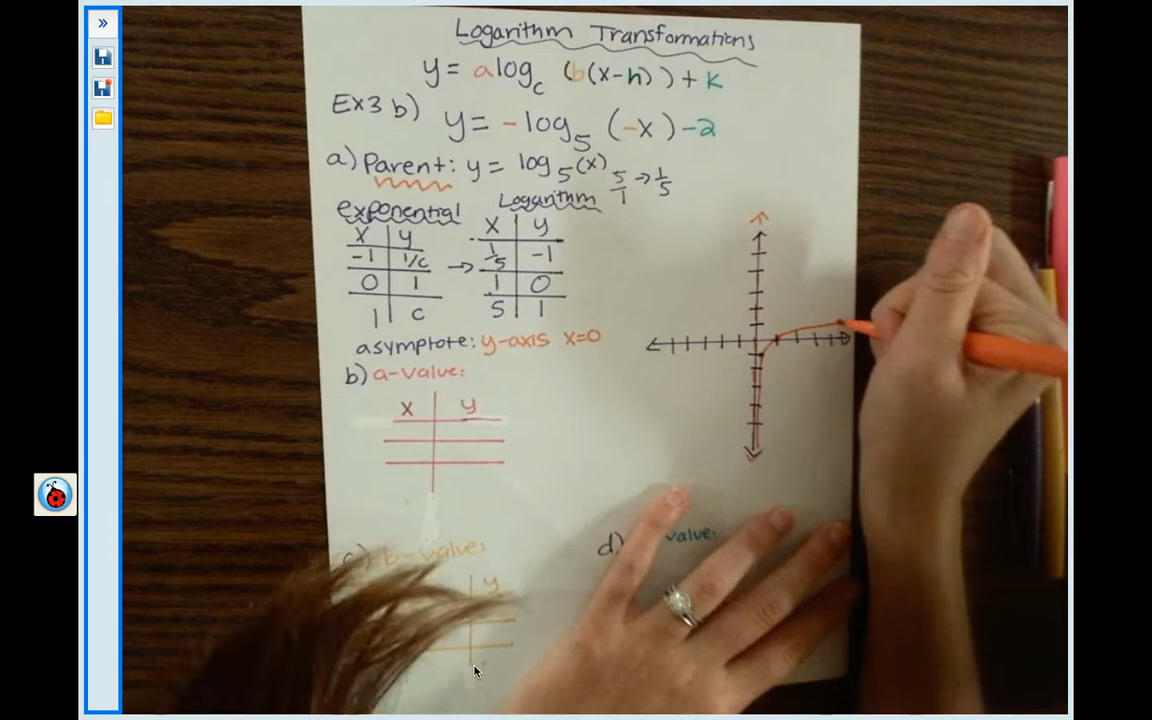 »
Logarithm Transformations
y = a log_c (b(x-h)) + k
Ex3 b) y = -log_5 (-x) -2
a) Parent: y = log_5(x)
5/1 → 1/5
exponential
x y
-1 1/c
0 1
1 c
→
Logarithm
x y
1/5 -1
1 0
5 1
asymptote: y-axis x=0
b) a-value:
x y
c) b-value:
y
d) value: